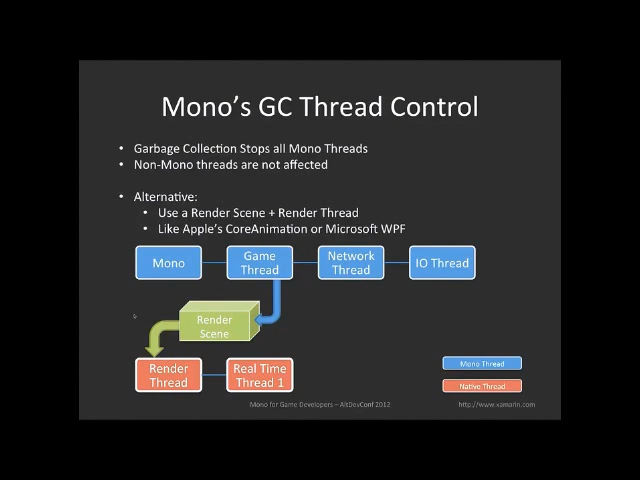 Mono's GC Thread Control
• Garbage Collection Stops all Mono Threads
• Non-Mono threads are not affected
• Alternative:
• Use a Render Scene + Render Thread
• Like Apple's CoreAnimation or Microsoft WPF
Mono
Game
Thread
Network
Thread
IO Thread
Render
Scene
Render
Thread
Real Time
Thread 1
Mono Thread
Native Thread
Mono for Game Developers – AltDevConf 2012
http://www.xamarin.com